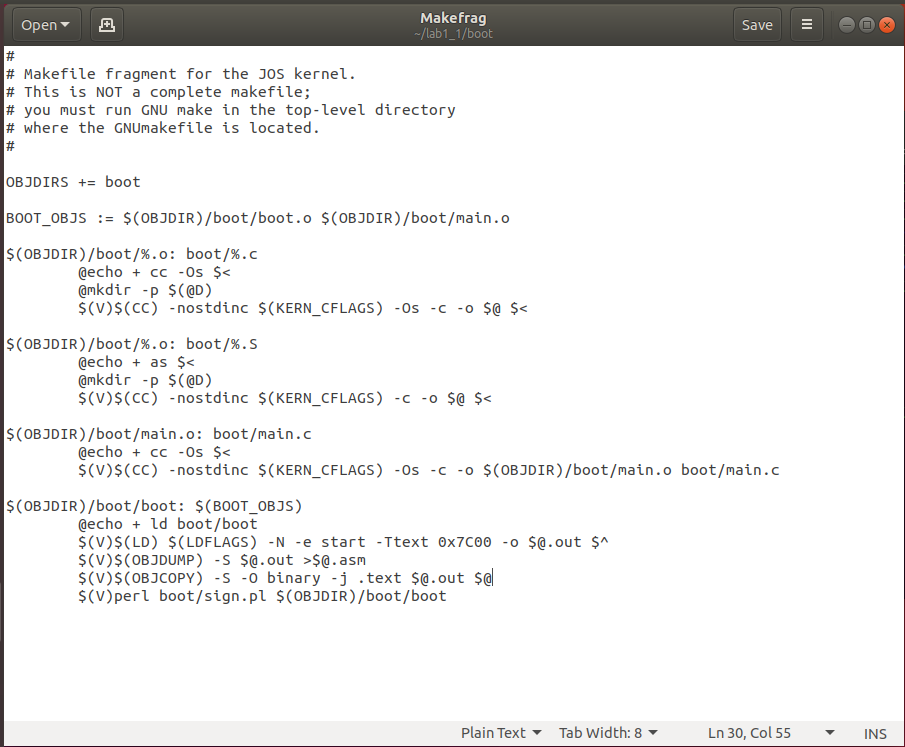 Open
Makefrag
~/lab1_1/boot
Save
#
# Makefile fragment for the JOS kernel.
# This is NOT a complete makefile;
# you must run GNU make in the top-level directory
# where the GNUmakefile is located.
#
OBJDIRS += boot
BOOT_OBJS := $(OBJDIR)/boot/boot.o $(OBJDIR)/boot/main.o
$(OBJDIR)/boot/%.o: boot/%.c
	@echo + cc -Os $<
	@mkdir -p $(@D)
	$(V)$(CC) -nostdinc $(KERN_CFLAGS) -Os -c -o $@ $<
$(OBJDIR)/boot/%.o: boot/%.S
	@echo + as $<
	@mkdir -p $(@D)
	$(V)$(CC) -nostdinc $(KERN_CFLAGS) -c -o $@ $<
$(OBJDIR)/boot/main.o: boot/main.c
	@echo + cc -Os $<
	$(V)$(CC) -nostdinc $(KERN_CFLAGS) -Os -c -o $(OBJDIR)/boot/main.o boot/main.c
$(OBJDIR)/boot/boot: $(BOOT_OBJS)
	@echo + ld boot/boot
	$(V)$(LD) $(LDFLAGS) -N -e start -Ttext 0x7C00 -o $@.out $^
	$(V)$(OBJDUMP) -S $@.out >$@.asm
	$(V)$(OBJCOPY) -S -O binary -j .text $@.out $@
	$(V)perl boot/sign.pl $(OBJDIR)/boot/boot
Plain Text Tab Width: 8 Ln 30, Col 55 INS